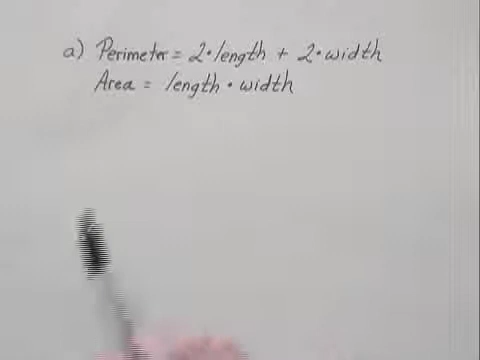 a) Perimeter = 2·length + 2·width
Area = length · width